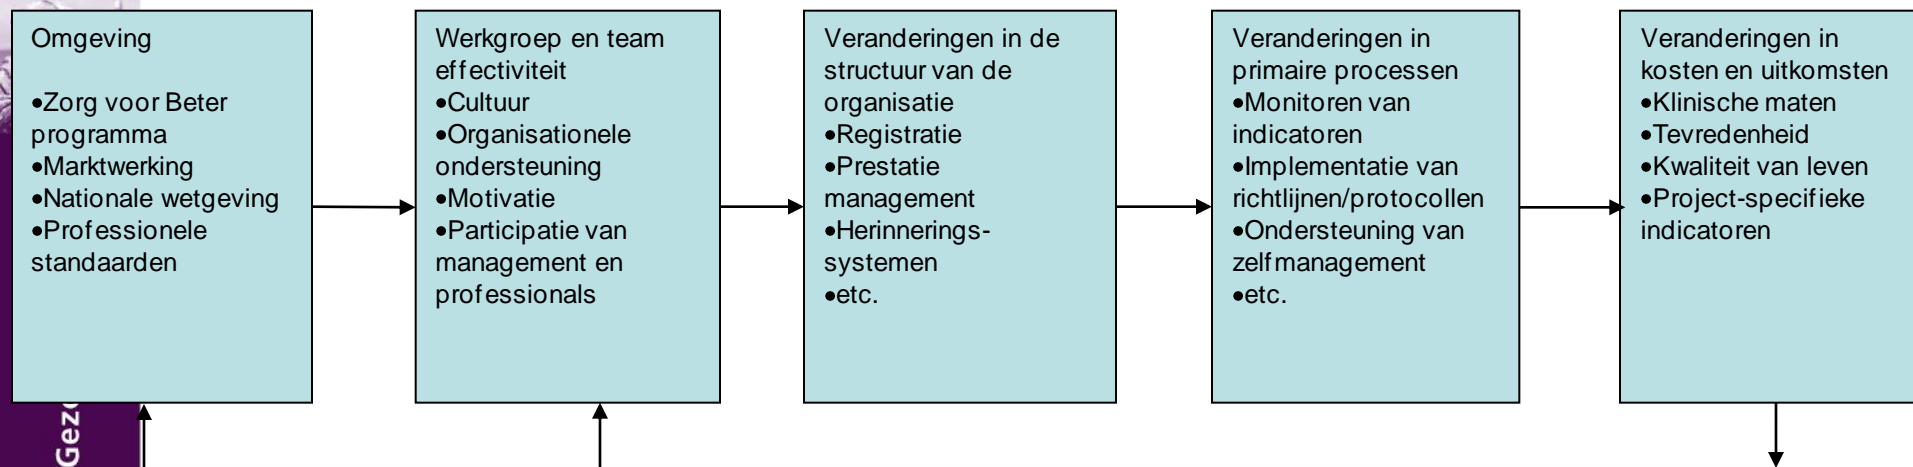 Omgeving
•Zorg voor Beter
programma
•Marktwerking
•Nationale wetgeving
•Professionele
standaarden
Werkgroep en team
effectiviteit
•Cultuur
•Organisationele
ondersteuning
•Motivatie
•Participatie van
management en
professionals
Veranderingen in de
structuur van de
organisatie
•Registratie
•Prestatie
management
•Herinnerings-
systemen
•etc.
Veranderingen in
primaire processen
•Monitoren van
indicatoren
•Implementatie van
richtlijnen/protocollen
•Ondersteuning van
zelfmanagement
•etc.
Veranderingen in
kosten en uitkomsten
•Klinische maten
•Tevredenheid
•Kwaliteit van leven
•Project-specifieke
indicatoren